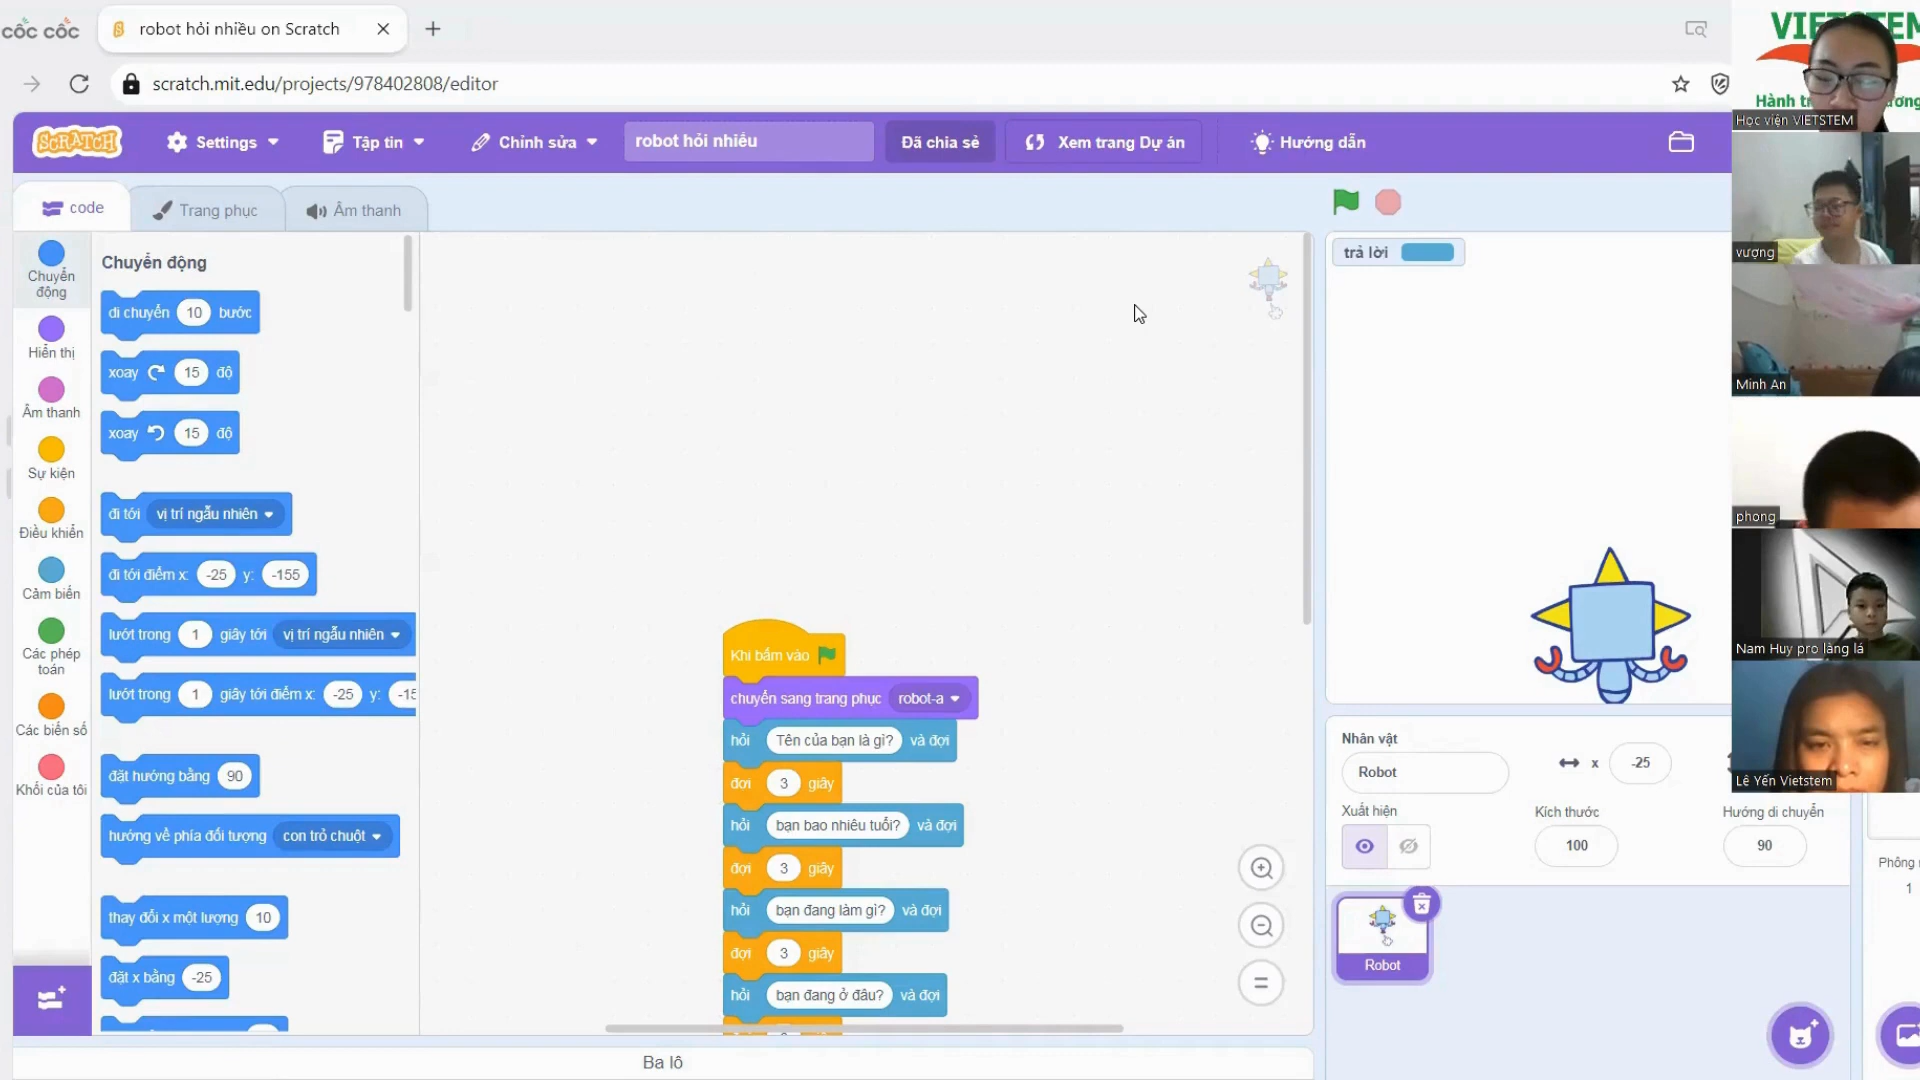 cốc cốc
robot hỏi nhiều on Scratch
scratch.mit.edu/projects/978402808/editor
SCRATCH
Settings
Tập tin
Chỉnh sửa
robot hỏi nhiều
Đã chia sẻ
Xem trang Dự án
Hướng dẫn
code
Trang phục
Âm thanh
Chuyển động
Hiển thị
Âm thanh
Sự kiện
Điều khiển
Cảm biến
Các phép toán
Các biến số
Khối của tôi
Chuyển động
di chuyển 10 bước
xoay 15 độ
xoay 15 độ
đi tới vị trí ngẫu nhiên
đi tới điểm x: -25 y: -155
lướt trong 1 giây tới vị trí ngẫu nhiên
lướt trong 1 giây tới điểm x: -25 y: -15
đặt hướng bằng 90
hướng về phía đối tượng con trỏ chuột
thay đổi x một lượng 10
đặt x bằng -25
Khi bấm vào
chuyển sang trang phục robot-a
hỏi Tên của bạn là gì? và đợi
đợi 3 giây
hỏi bạn bao nhiêu tuổi? và đợi
đợi 3 giây
hỏi bạn đang làm gì? và đợi
đợi 3 giây
hỏi bạn đang ở đâu? và đợi
Ba lô
trả lời
Nhân vật
Robot
x -25
Xuất hiện
Kích thước
100
Hướng di chuyển
90
Robot
Phông
1
Hành
Học viện VIETSTEM
vượng
Minh An
phong
Nam Huy pro làng lá
Lê Yến Vietstem